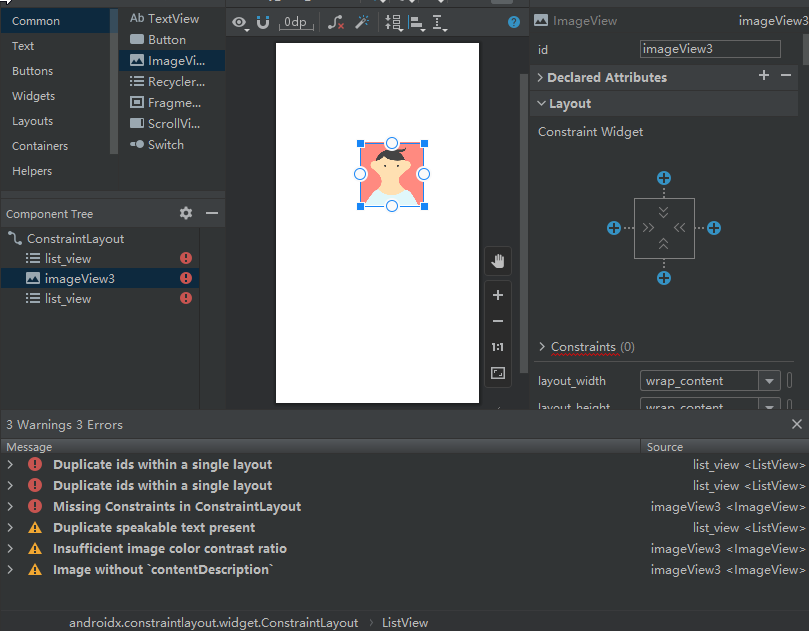 Common
Text
Buttons
Widgets
Layouts
Containers
Helpers
Ab TextView
Button
ImageVi...
Recycler...
Fragme...
ScrollVi...
Switch
Component Tree
ConstraintLayout
list_view
imageView3
list_view
0dp
?
1:1
ImageView
imageView3
id
imageView3
Declared Attributes
Layout
Constraint Widget
Constraints (0)
layout_width
wrap_content
layout_height
wrap_content
3 Warnings 3 Errors
Message Source
Duplicate ids within a single layout list_view <ListView>
Duplicate ids within a single layout list_view <ListView>
Missing Constraints in ConstraintLayout imageView3 <ImageView>
Duplicate speakable text present list_view <ListView>
Insufficient image color contrast ratio imageView3 <ImageView>
Image without `contentDescription` imageView3 <ImageView>
androidx.constraintlayout.widget.ConstraintLayout › ListView